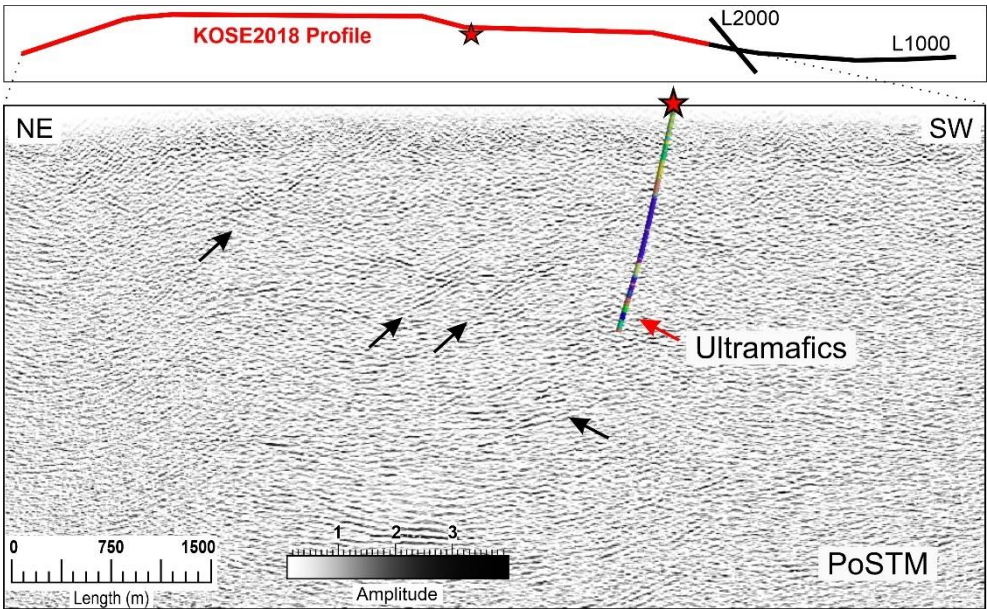 L2000
KOSE2018 Profile
L1000
NE
SW
Ultramafics
1 2 3
0 750 1500
Length (m)
Amplitude
PoSTM